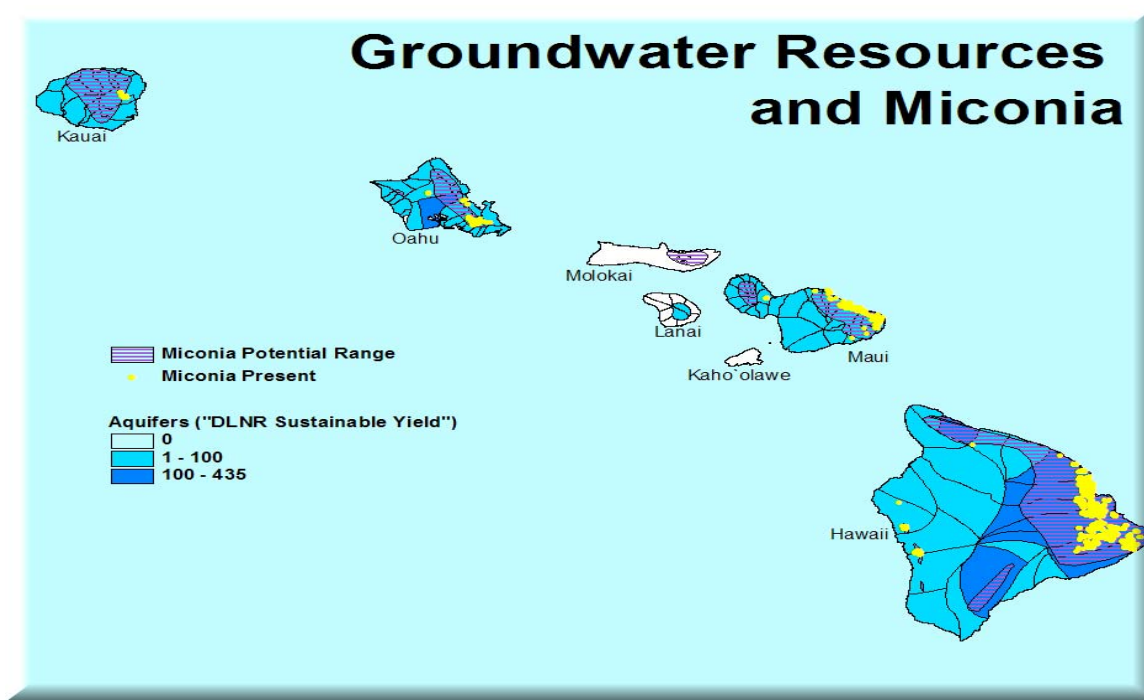 Groundwater Resources
and Miconia
Kauai
Oahu
Molokai
Lanai
Maui
Kaho`olawe
Miconia Potential Range
Miconia Present
Aquifers ("DLNR Sustainable Yield")
0
1 - 100
100 - 435
Hawaii